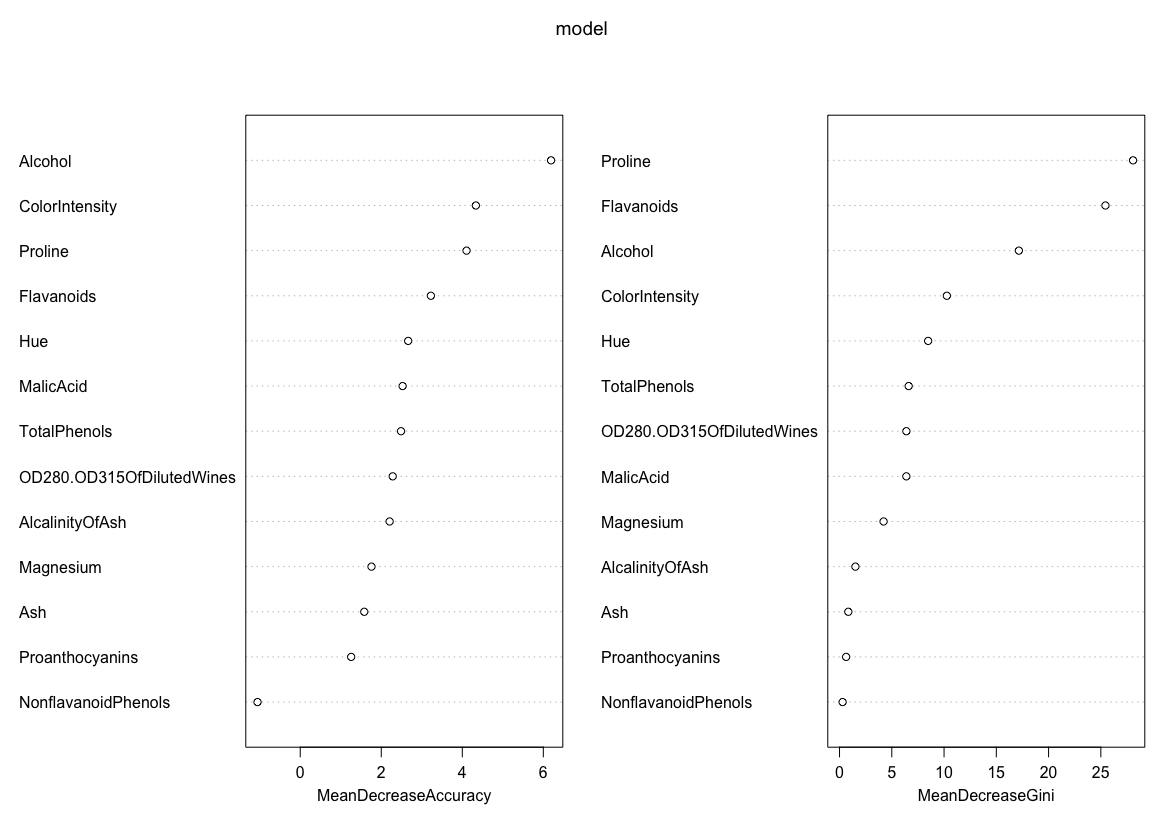 model
Alcohol
ColorIntensity
Proline
Flavanoids
Hue
MalicAcid
TotalPhenols
OD280.OD315OfDilutedWines
AlcalinityOfAsh
Magnesium
Ash
Proanthocyanins
NonflavanoidPhenols
0 2 4 6
MeanDecreaseAccuracy
Proline
Flavanoids
Alcohol
ColorIntensity
Hue
TotalPhenols
OD280.OD315OfDilutedWines
MalicAcid
Magnesium
AlcalinityOfAsh
Ash
Proanthocyanins
NonflavanoidPhenols
0 5 10 15 20 25
MeanDecreaseGini